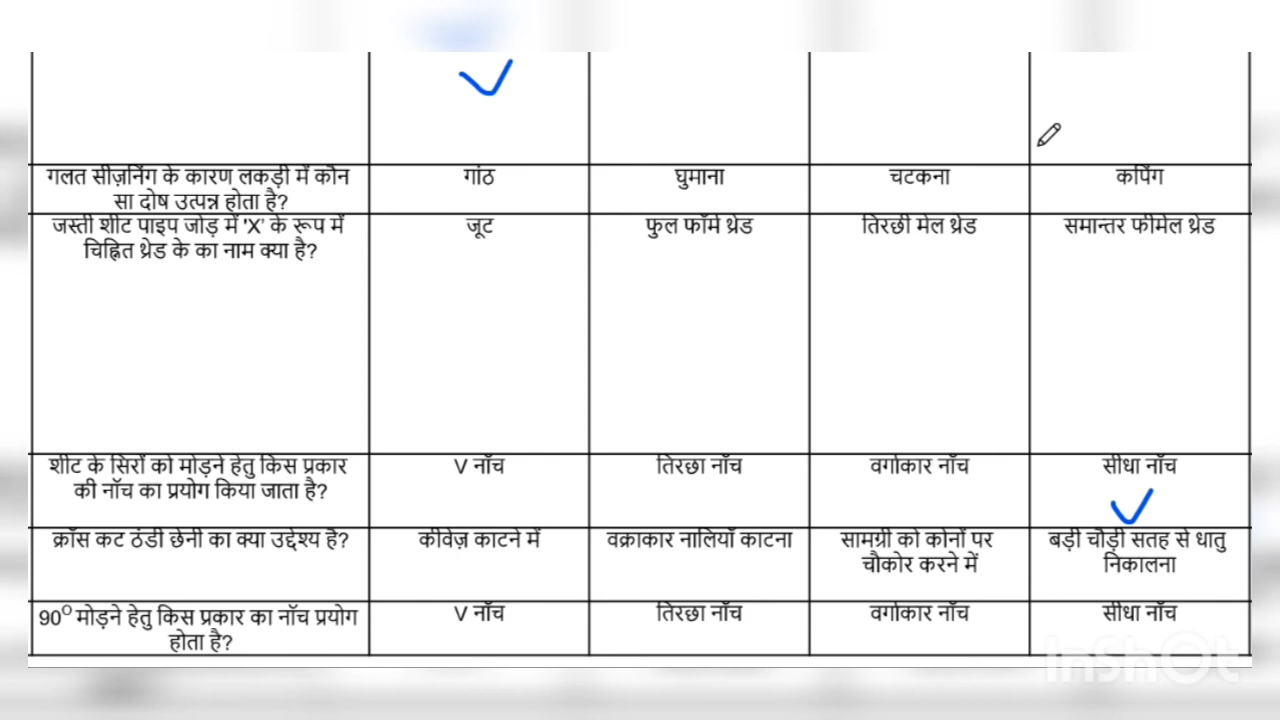 गलत सीज़निंग के कारण लकड़ी में कौन
सा दोष उत्पन्न होता है?
गांठ
घुमाना
चटकना
कपिंग
जस्ती शीट पाइप जोड़ में 'X' के रूप में
चिह्नित थ्रेड के का नाम क्या है?
जूट
फुल फॉर्म थ्रेड
तिरछी मेल थ्रेड
समान्तर फीमेल थ्रेड
शीट के सिरों को मोड़ने हेतु किस प्रकार
की नॉच का प्रयोग किया जाता है?
V नॉच
तिरछा नॉच
वर्गाकार नॉच
सीधा नॉच
क्रॉस कट ठंडी छेनी का क्या उद्देश्य है?
कीवेज़ काटने में
वक्राकार नालियाँ काटना
सामग्री को कोनों पर
चौकोर करने में
बड़ी चौड़ी सतह से धातु
निकालना
90⁰ मोड़ने हेतु किस प्रकार का नॉच प्रयोग
होता है?
V नॉच
तिरछा नॉच
वर्गाकार नॉच
सीधा नॉच
InShOt